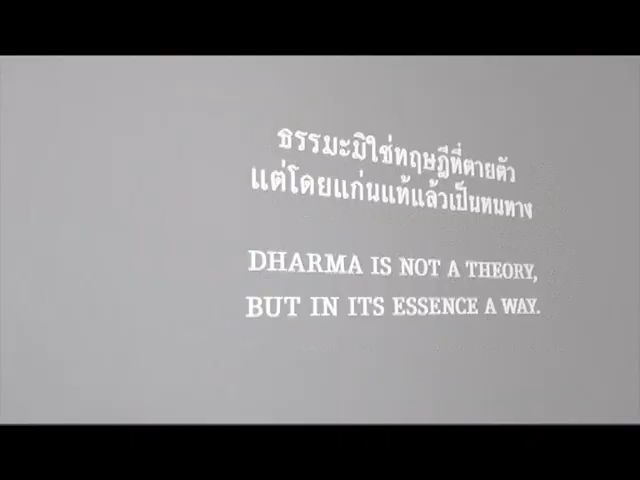 ธรรมะมิใช่ทฤษฎีที่ตายตัว
แต่โดยแก่นแท้แล้วเป็นหนทาง
DHARMA IS NOT A THEORY,
BUT IN ITS ESSENCE A WAY.